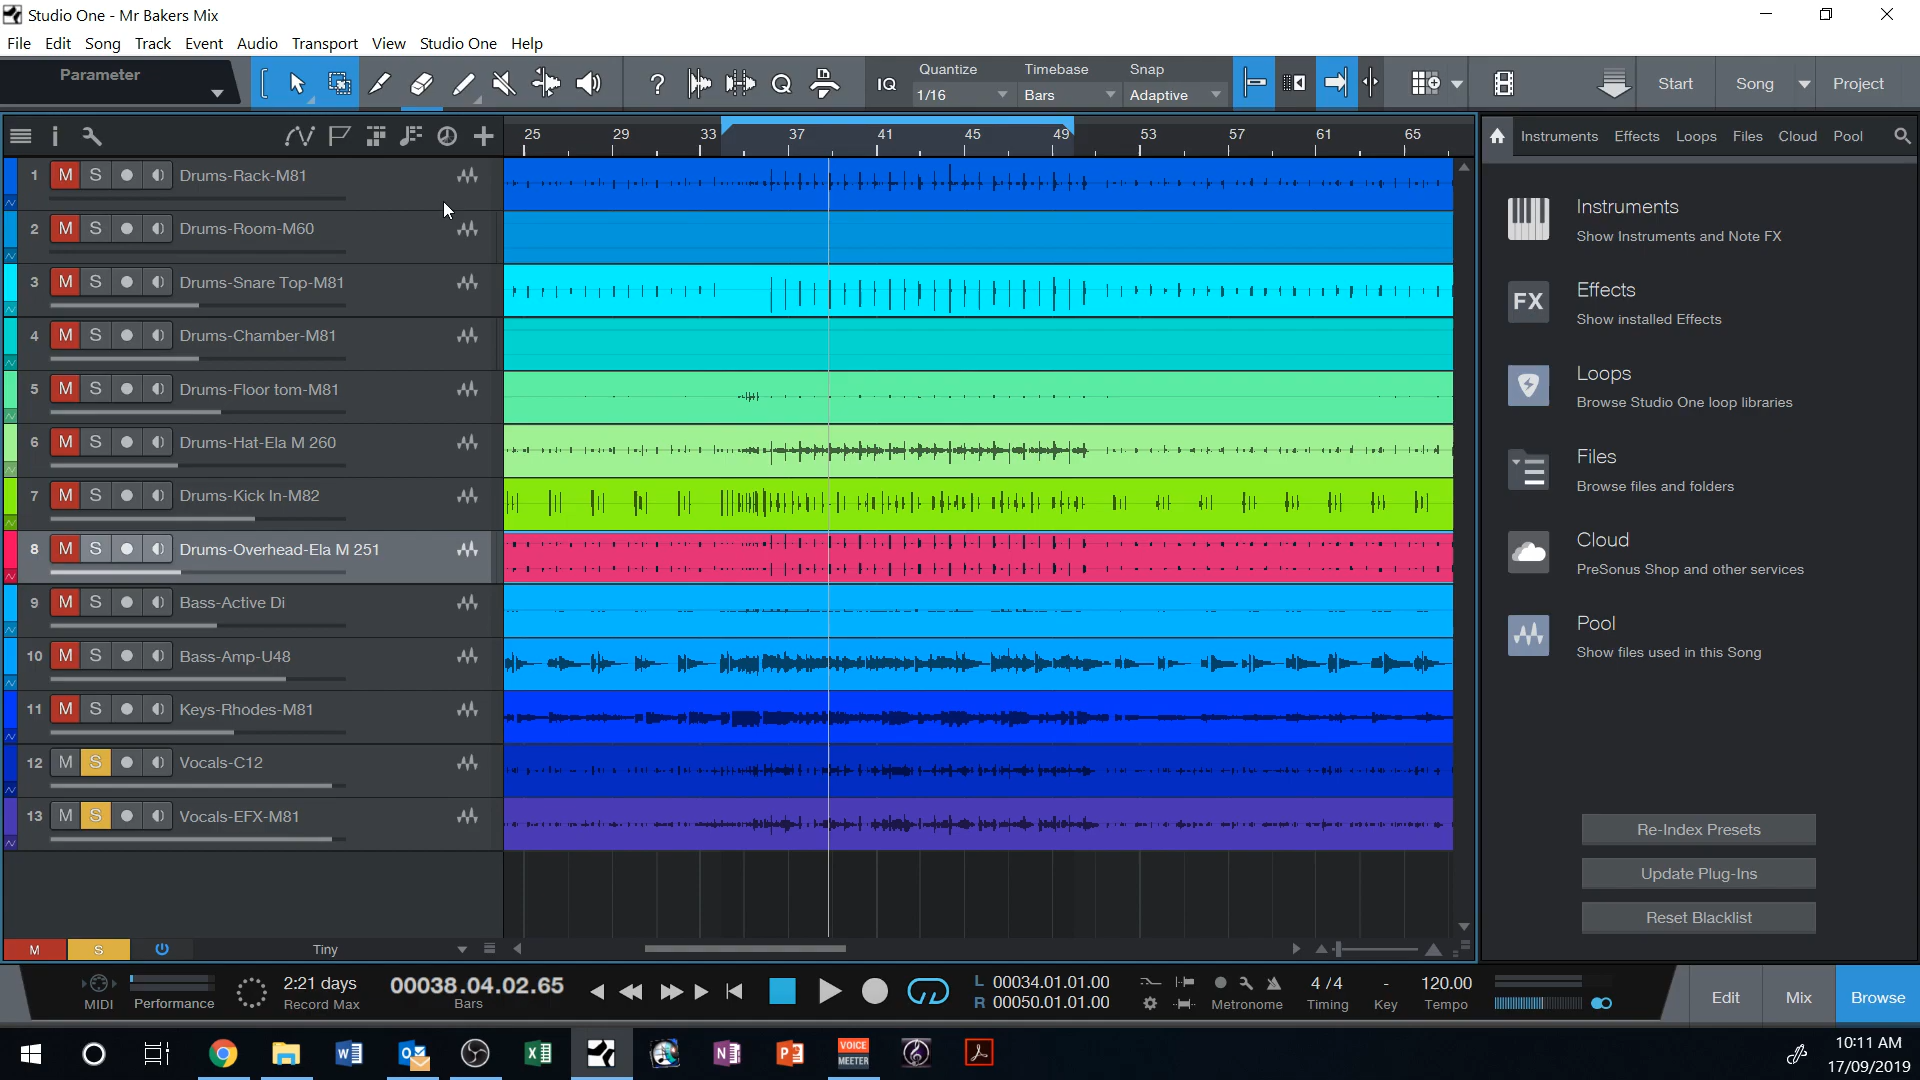 Studio One - Mr Bakers Mix
File Edit Song Track Event Audio Transport View Studio One Help
Parameter
? IQ
Quantize
1/16
Timebase
Bars
Snap
Adaptive
Start Song Project
25 29 33 37 41 45 49 53 57 61 65
Instruments Effects Loops Files Cloud Pool
1 M S Drums-Rack-M81
2 M S Drums-Room-M60
3 M S Drums-Snare Top-M81
4 M S Drums-Chamber-M81
5 M S Drums-Floor tom-M81
6 M S Drums-Hat-Ela M 260
7 M S Drums-Kick In-M82
8 M S Drums-Overhead-Ela M 251
9 M S Bass-Active Di
10 M S Bass-Amp-U48
11 M S Keys-Rhodes-M81
12 M S Vocals-C12
13 M S Vocals-EFX-M81
Instruments
Show Instruments and Note FX
FX
Effects
Show installed Effects
Loops
Browse Studio One loop libraries
Files
Browse files and folders
Cloud
PreSonus Shop and other services
Pool
Show files used in this Song
Re-Index Presets
Update Plug-Ins
Reset Blacklist
M S Tiny
MIDI
Performance
2:21 days
Record Max
00038.04.02.65
Bars
L 00034.01.01.00
R 00050.01.01.00
Metronome
4 / 4
Timing
-
Key
120.00
Tempo
Edit Mix Browse
VOICE
MEETER
10:11 AM
17/09/2019